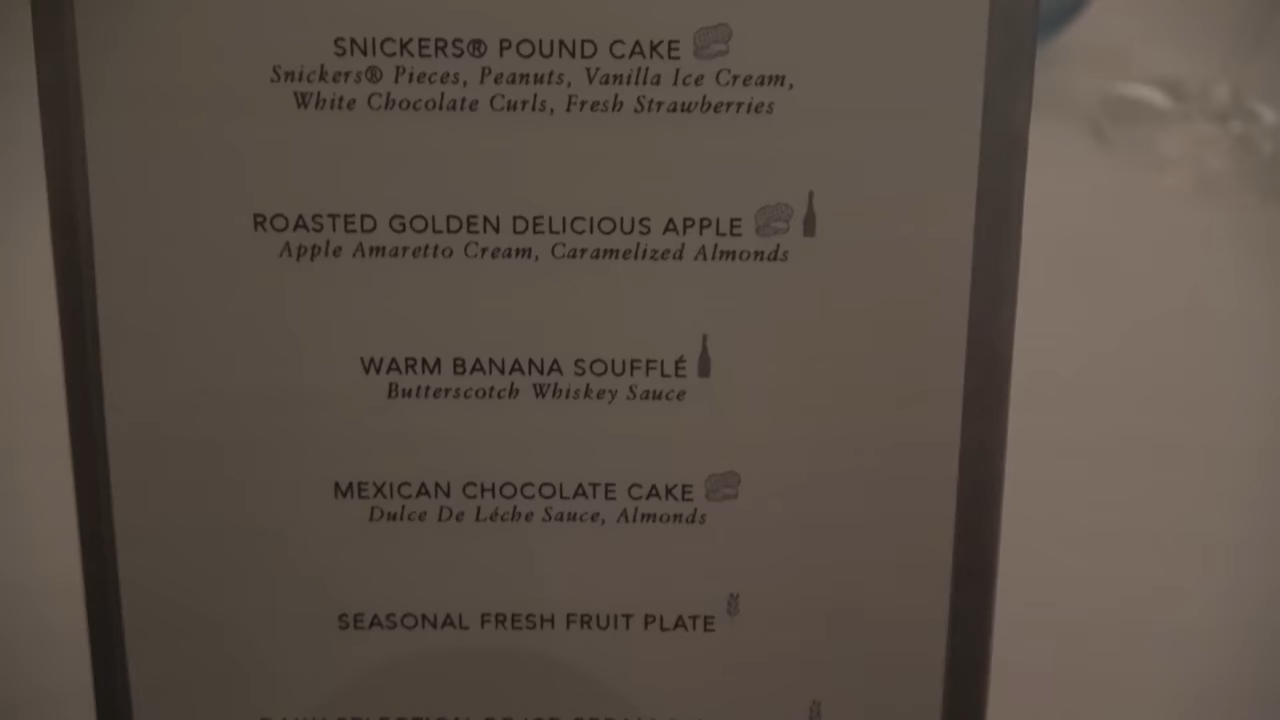 SNICKERS® POUND CAKE
Snickers® Pieces, Peanuts, Vanilla Ice Cream,
White Chocolate Curls, Fresh Strawberries
ROASTED GOLDEN DELICIOUS APPLE
Apple Amaretto Cream, Caramelized Almonds
WARM BANANA SOUFFLÉ
Butterscotch Whiskey Sauce
MEXICAN CHOCOLATE CAKE
Dulce De Léche Sauce, Almonds
SEASONAL FRESH FRUIT PLATE